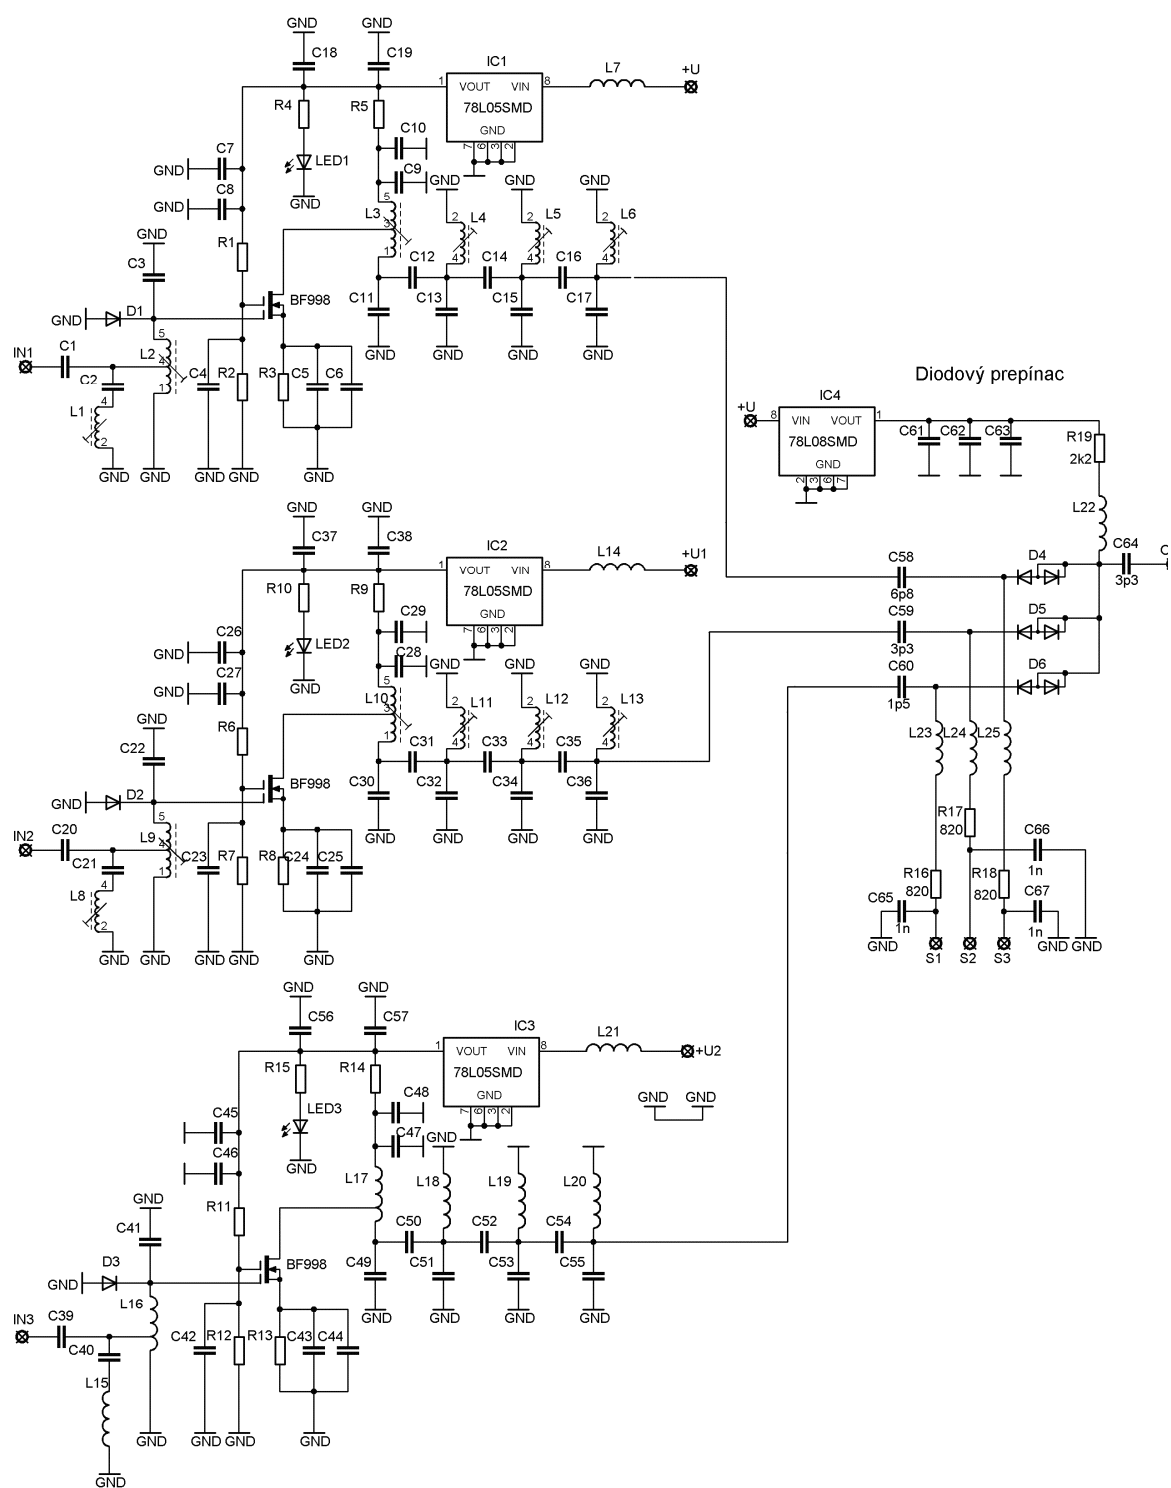 GND GND
C18 C19
IC1
L7 +U
1 VOUT VIN 8
R4 R5 78L05SMD
GND
7 6 3 2
C10
C7
GND LED1
C9
C8 GND GND GND GND
GND
5
L3 3 1
2 L4 4
2 L5 4
2 L6 4
GND
R1
C3 C12 C14 C16
BF998 C11 C13 C15 C17
D1
GND
GND GND GND GND
IN1 C1
5 L2 4 1
C2 C4 R2 R3 C5 C6
4 L1 2
GND GND GND GND GND
Diodový prepínac
IC4
+U 8 VIN VOUT 1
78L08SMD
GND
2 3 6 7
C61 C62 C63
R19
2k2
L22
GND GND
C37 C38
IC2
L14 +U1
1 VOUT VIN 8
R10 R9 78L05SMD
GND
7 6 3 2
C58 D4 C64
6p8 3p3
C59 D5
3p3
C60 D6
1p5
C29
C26
GND LED2
C28
C27 GND GND GND GND
GND
5
L10 3 1
2 L11 4
2 L12 4
2 L13 4
GND
R6
C22 C31 C33 C35
BF998 C30 C32 C34 C36
D2
GND
GND GND GND GND
L23 L24 L25
R17
820
C66
1n
R16
820
R18
820
C65
1n
C67
1n
GND GND GND
S1 S2 S3
IN2 C20
5 L9 4 1
C21 C23 R7 R8 C24 C25
4 L8 2
GND GND GND GND GND
GND GND
C56 C57
IC3
L21 +U2
1 VOUT VIN 8
R15 R14 78L05SMD
GND
7 6 3 2
GND GND
C48
C45 LED3
C47 GND
C46
GND
L17 L18 L19 L20
GND
R11
C41 C50 C52 C54
BF998 C49 C51 C53 C55
D3
GND
L16
GND GND GND GND
IN3 C39
C40 C42 R12 R13 C43 C44
L15
GND GND GND GND
GND